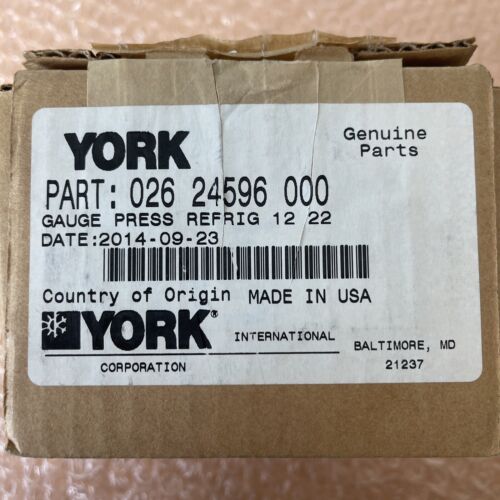 YORK
Genuine
Parts
PART: 026 24596 000
GAUGE PRESS REFRIG 12 22
DATE:2014-09-23
Country of Origin MADE IN USA
YORK®
INTERNATIONAL
BALTIMORE, MD
CORPORATION
21237